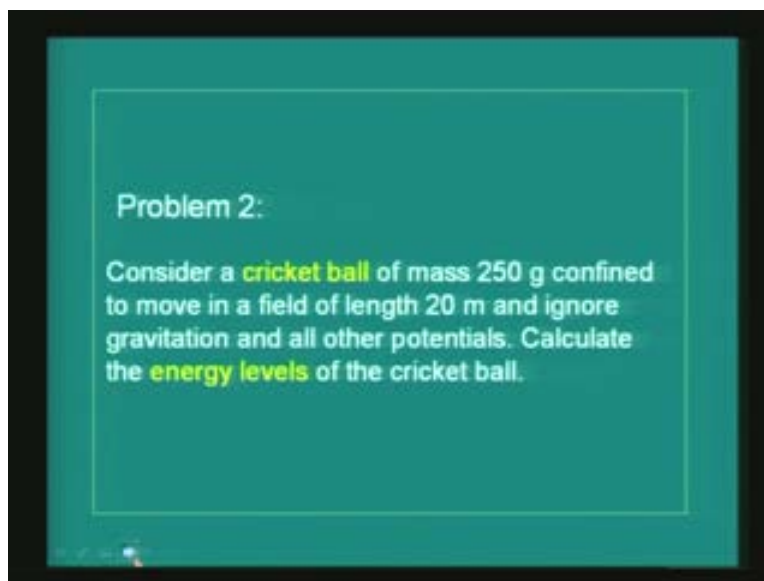 Problem 2:
Consider a cricket ball of mass 250 g confined
to move in a field of length 20 m and ignore
gravitation and all other potentials. Calculate
the energy levels of the cricket ball.